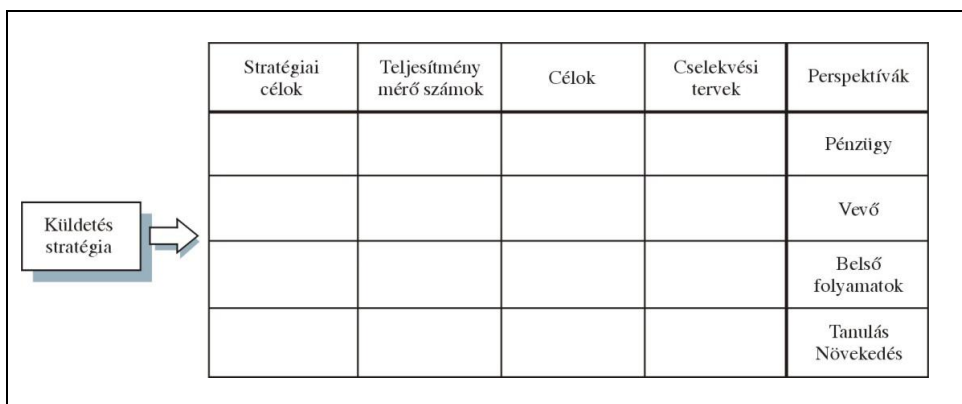 Stratégiai
célok
Teljesítmény
mérő számok
Célok
Cselekvési
tervek
Perspektívák
Pénzügy
Vevő
Küldetés
stratégia
Belső
folyamatok
Tanulás
Növekedés